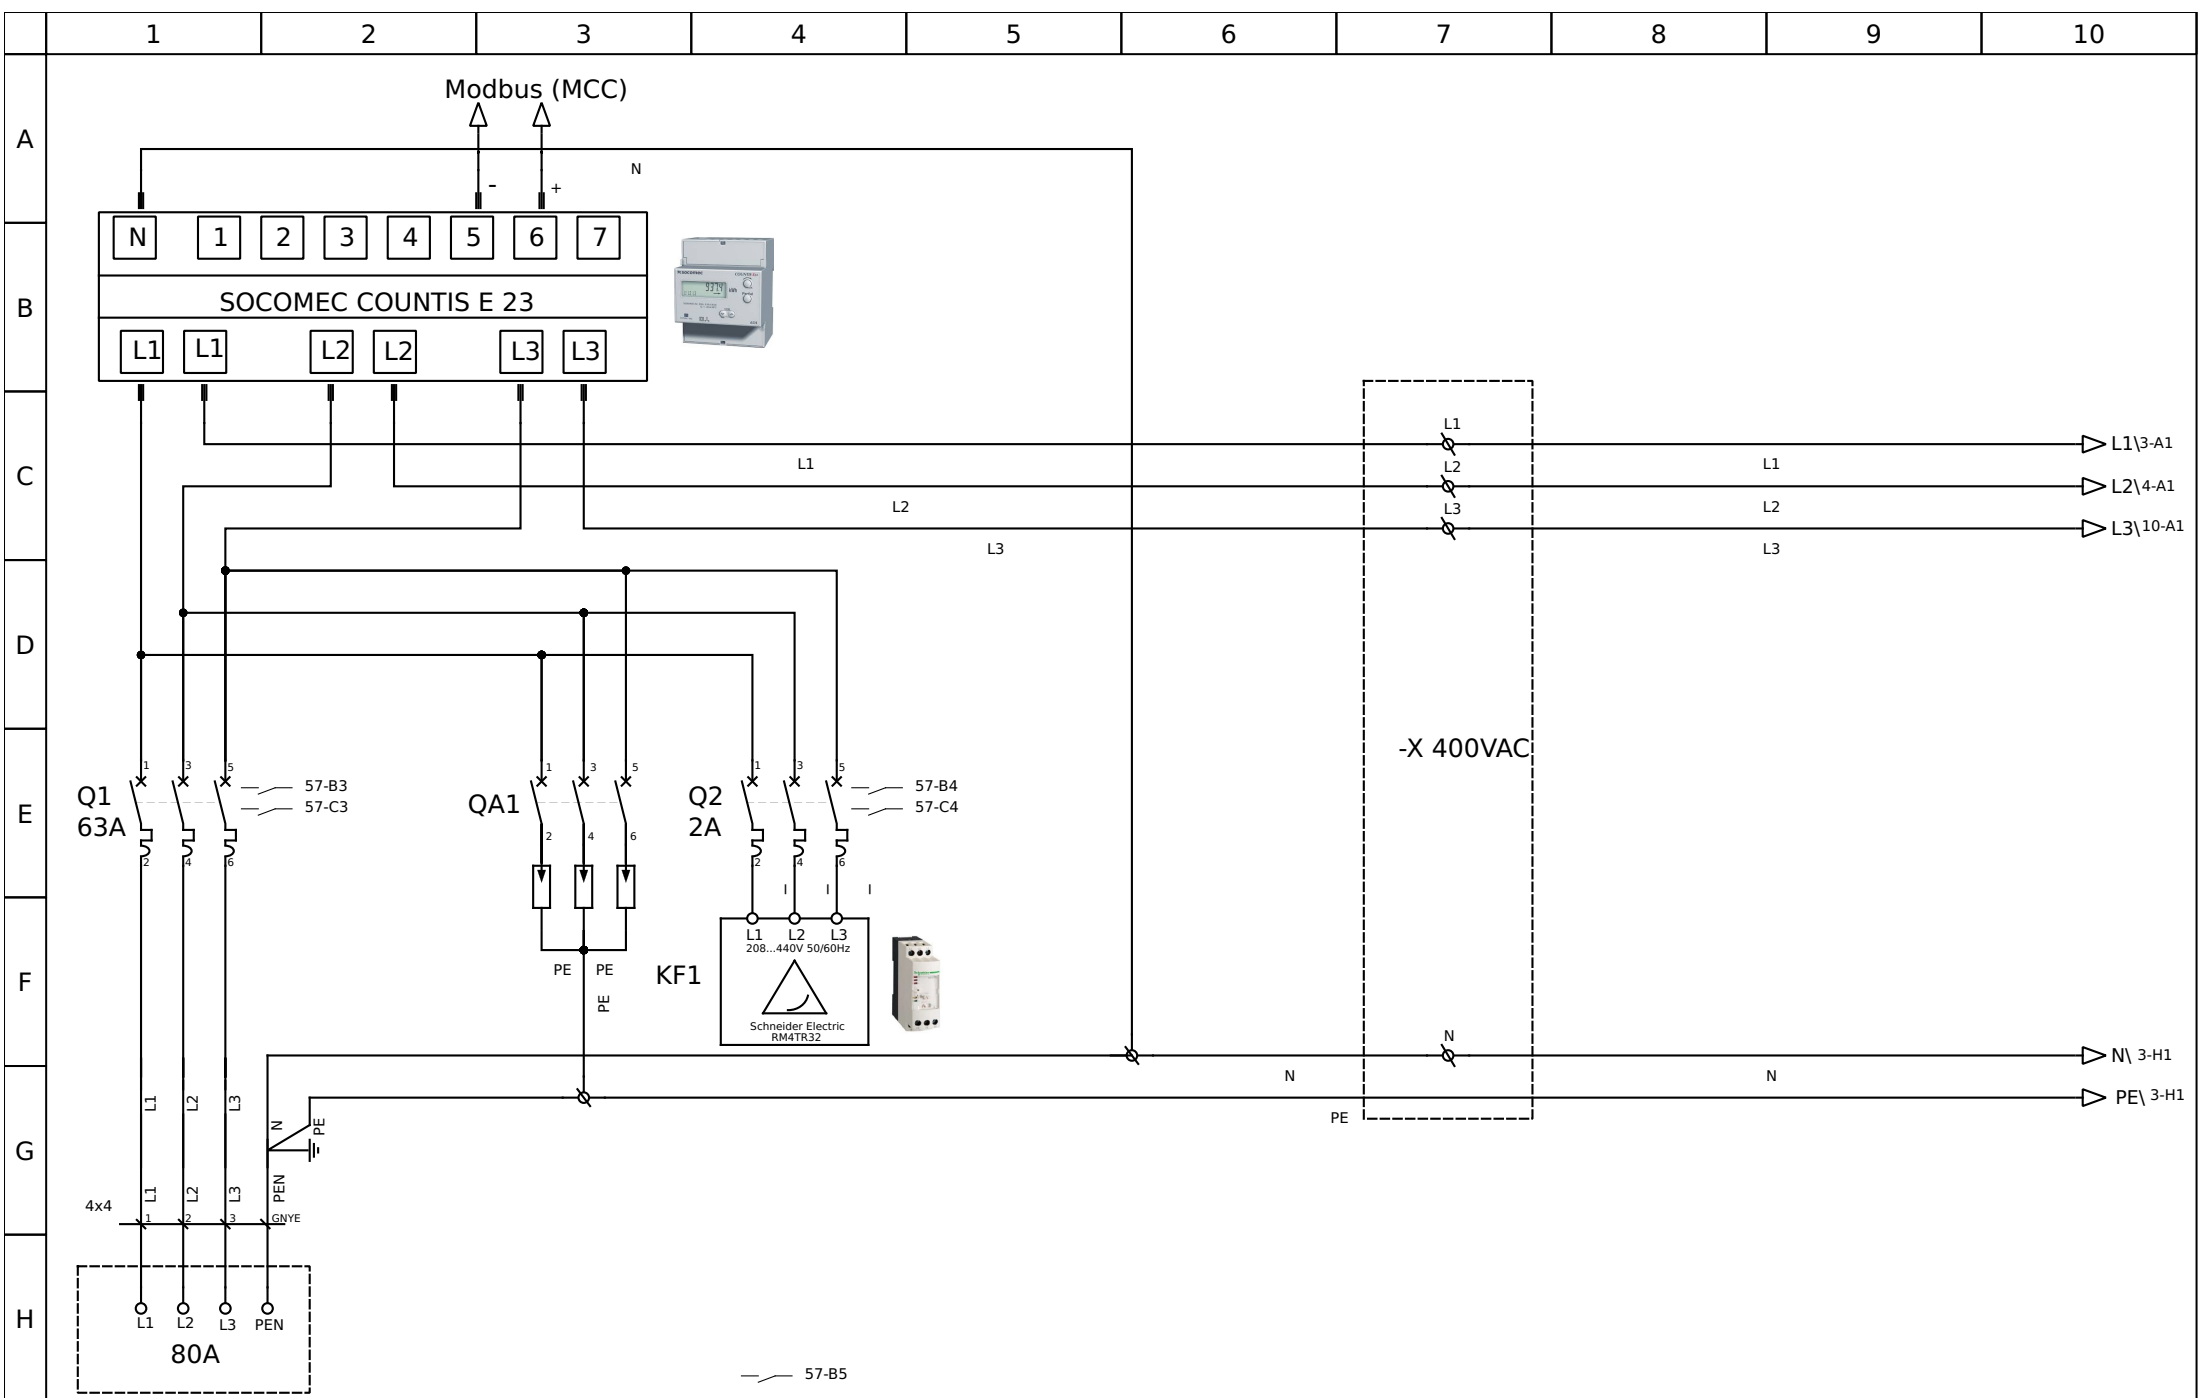 1 2 3 4 5 6 7 8 9 10
Modbus (MCC)
A
N
- +
N 1 2 3 4 5 6 7
B
SOCOMEC COUNTIS E 23
L1 L1 L2 L2 L3 L3
L1
L1\3-A1
C
L1 L1
L2
L2\4-A1
L2 L2
L3
L3\10-A1
L3 L3
D
-X 400VAC
1 3 5 1 3 5 1 3 5
57-B3 57-B4
Q1 QA1 Q2
57-C3 57-C4
E
63A 2A
2 4 6
2 4 6 2 4 6
I I I
L1 L2 L3
208...440V 50/60Hz
PE PE
KF1
F
PE
Schneider Electric
RM4TR32
N
N\ 3-H1
N N
PE\ 3-H1
L1 L2 L3
PE
N PE
G
L1 L2 L3 PEN
4x4
1 2 3 GNYE
H
L1 L2 L3 PEN
80A
57-B5